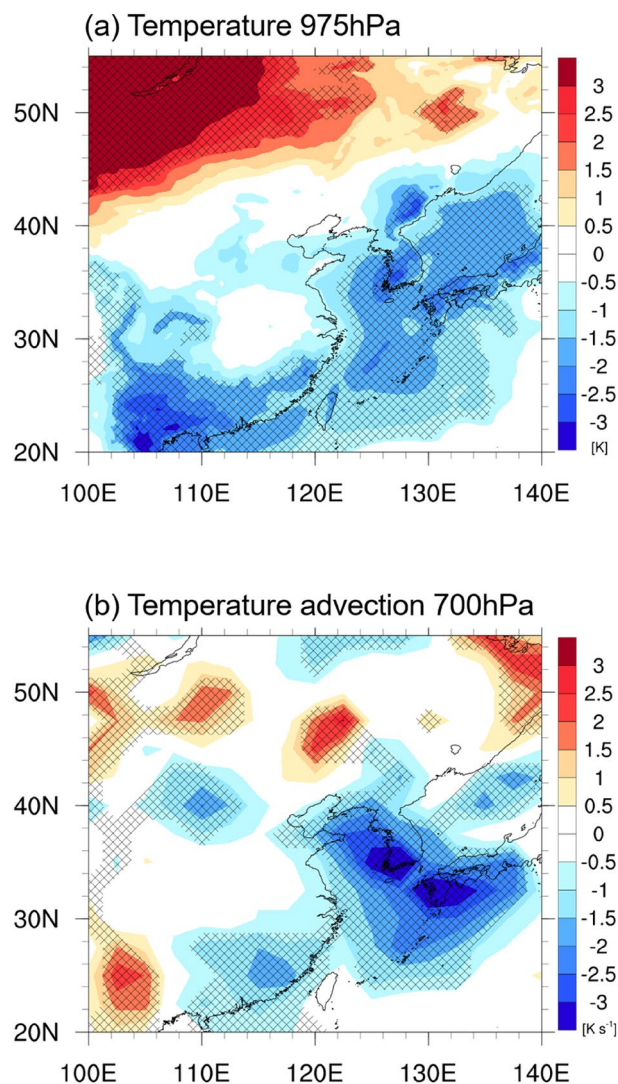 (a) Temperature 975hPa
50N
40N
30N
20N
100E 110E 120E 130E 140E
3
2.5
2
1.5
1
0.5
0
-0.5
-1
-1.5
-2
-2.5
-3
[K]
(b) Temperature advection 700hPa
50N
40N
30N
20N
100E 110E 120E 130E 140E
3
2.5
2
1.5
1
0.5
0
-0.5
-1
-1.5
-2
-2.5
-3
[K s⁻¹]